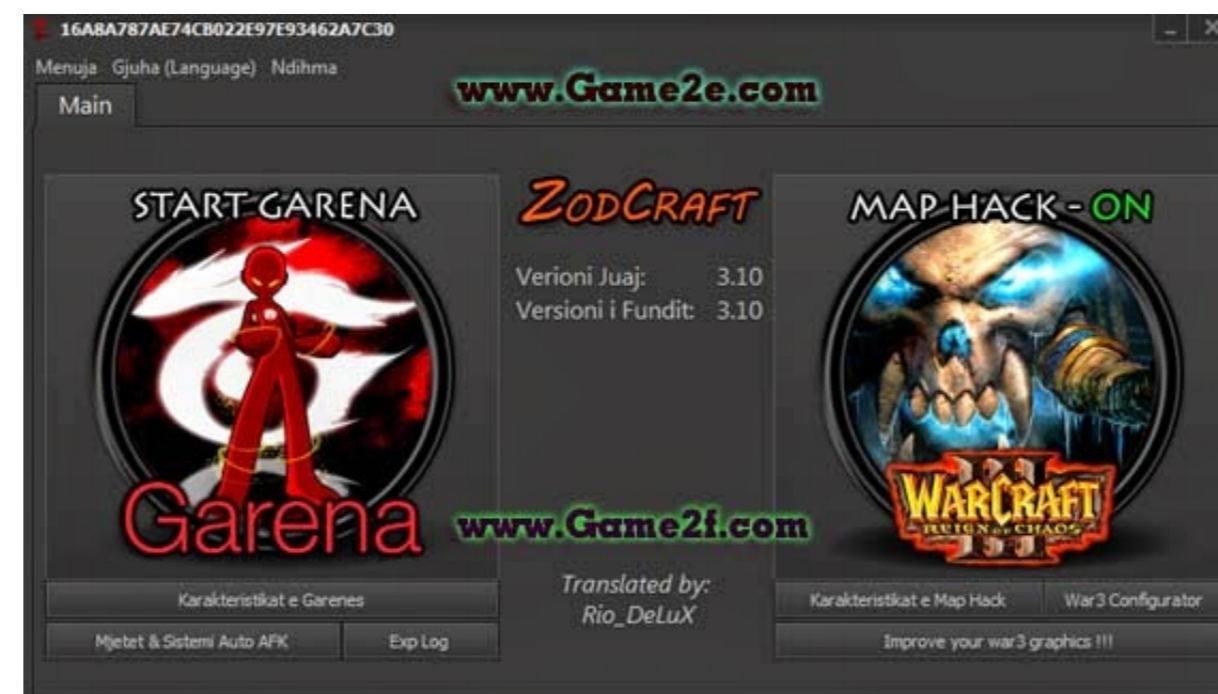 16A8A787AE74CB022E97E93462A7C30
Menuja Gjuha (Language) Ndihma
www.Game2e.com
Main
START GARENA
ZODCRAFT
MAP HACK - ON
Verioni Juaj: 3.10
Versioni i Fundit: 3.10
Garena
WARCRAFT
REIGN OF CHAOS
III
www.Game2f.com
Translated by:
Rio_DeLuX
Karakteristikat e Garenes
Mjetet & Sistemi Auto AFK
Exp Log
Karakteristikat e Map Hack
War3 Configurator
Improve your war3 graphics !!!